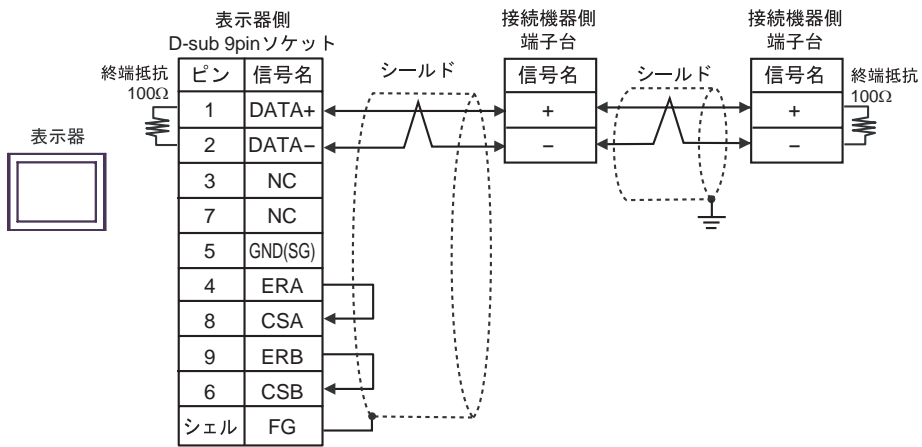 表示器側
D-sub 9pinソケット
接続機器側
端子台
接続機器側
端子台
終端抵抗
100Ω
ピン 信号名
シールド
信号名
シールド
信号名
終端抵抗
100Ω
1 DATA+
+
+
2 DATA−
−
−
表示器
3 NC
7 NC
5 GND(SG)
4 ERA
8 CSA
9 ERB
6 CSB
シェル FG